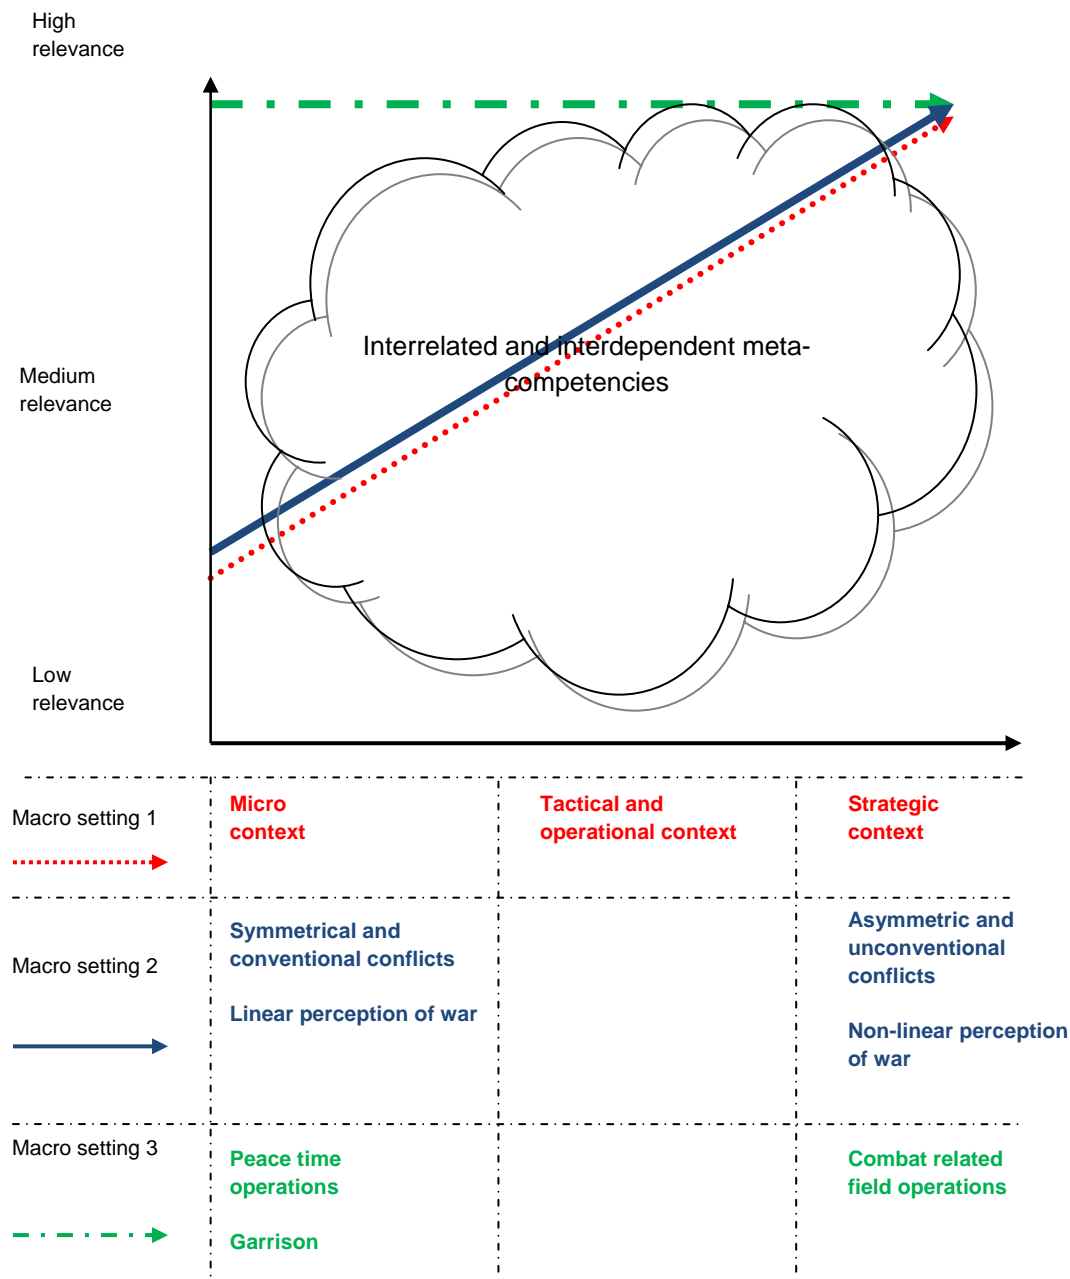 High
relevance
Interrelated and interdependent meta-
competencies
Medium
relevance
Low
relevance
Macro setting 1
Micro
context
Tactical and
operational context
Strategic
context
Macro setting 2
Symmetrical and
conventional conflicts
Linear perception of war
Asymmetric and
unconventional
conflicts
Non-linear perception
of war
Macro setting 3
Peace time
operations
Garrison
Combat related
field operations